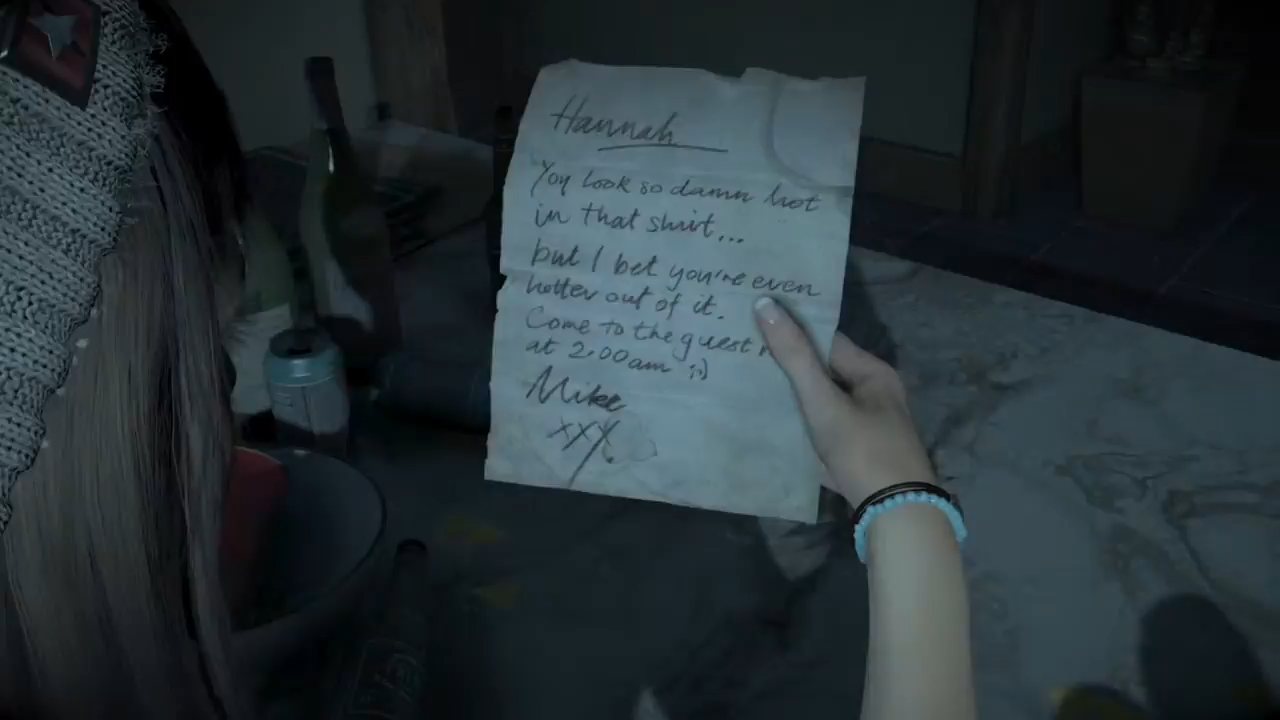 Hannah
You look so damn hot
in that shirt...
but I bet you're even
hotter out of it.
Come to the guest
at 2.00am ;)
Mike
xxx.